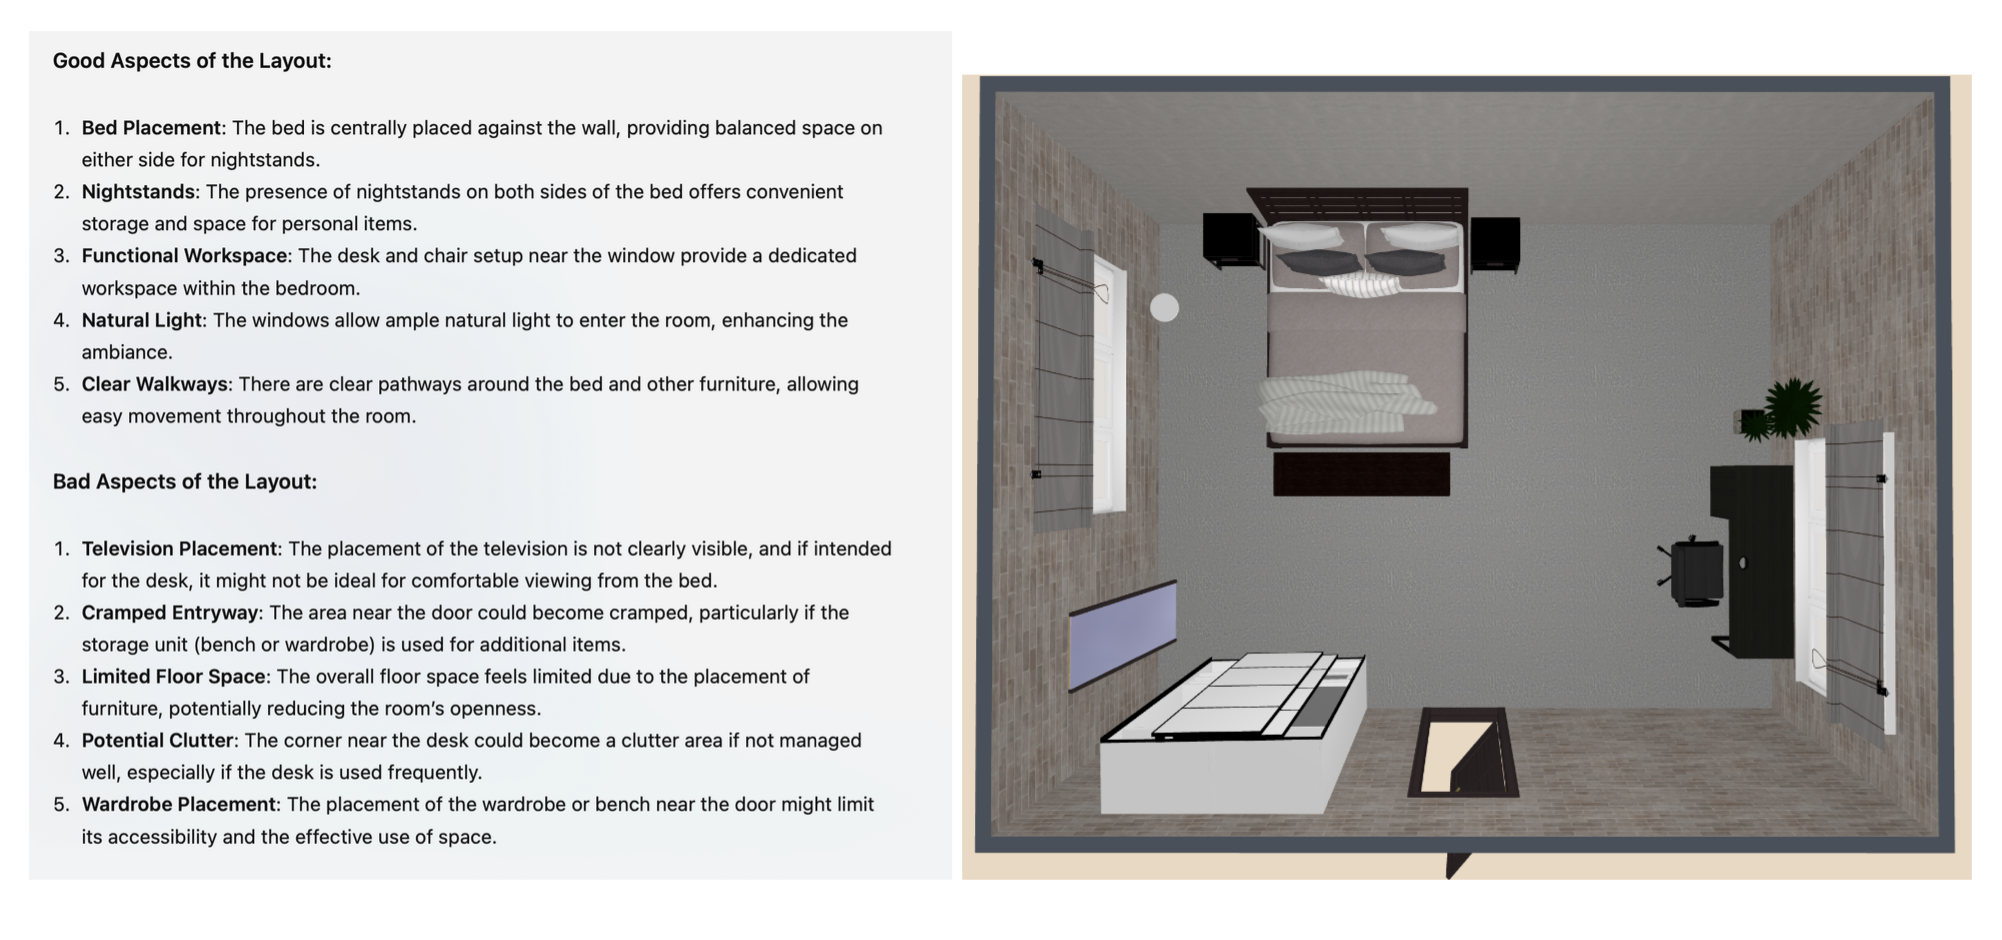 Good Aspects of the Layout:
1. Bed Placement: The bed is centrally placed against the wall, providing balanced space on
either side for nightstands.
2. Nightstands: The presence of nightstands on both sides of the bed offers convenient
storage and space for personal items.
3. Functional Workspace: The desk and chair setup near the window provide a dedicated
workspace within the bedroom.
4. Natural Light: The windows allow ample natural light to enter the room, enhancing the
ambiance.
5. Clear Walkways: There are clear pathways around the bed and other furniture, allowing
easy movement throughout the room.
Bad Aspects of the Layout:
1. Television Placement: The placement of the television is not clearly visible, and if intended
for the desk, it might not be ideal for comfortable viewing from the bed.
2. Cramped Entryway: The area near the door could become cramped, particularly if the
storage unit (bench or wardrobe) is used for additional items.
3. Limited Floor Space: The overall floor space feels limited due to the placement of
furniture, potentially reducing the room’s openness.
4. Potential Clutter: The corner near the desk could become a clutter area if not managed
well, especially if the desk is used frequently.
5. Wardrobe Placement: The placement of the wardrobe or bench near the door might limit
its accessibility and the effective use of space.